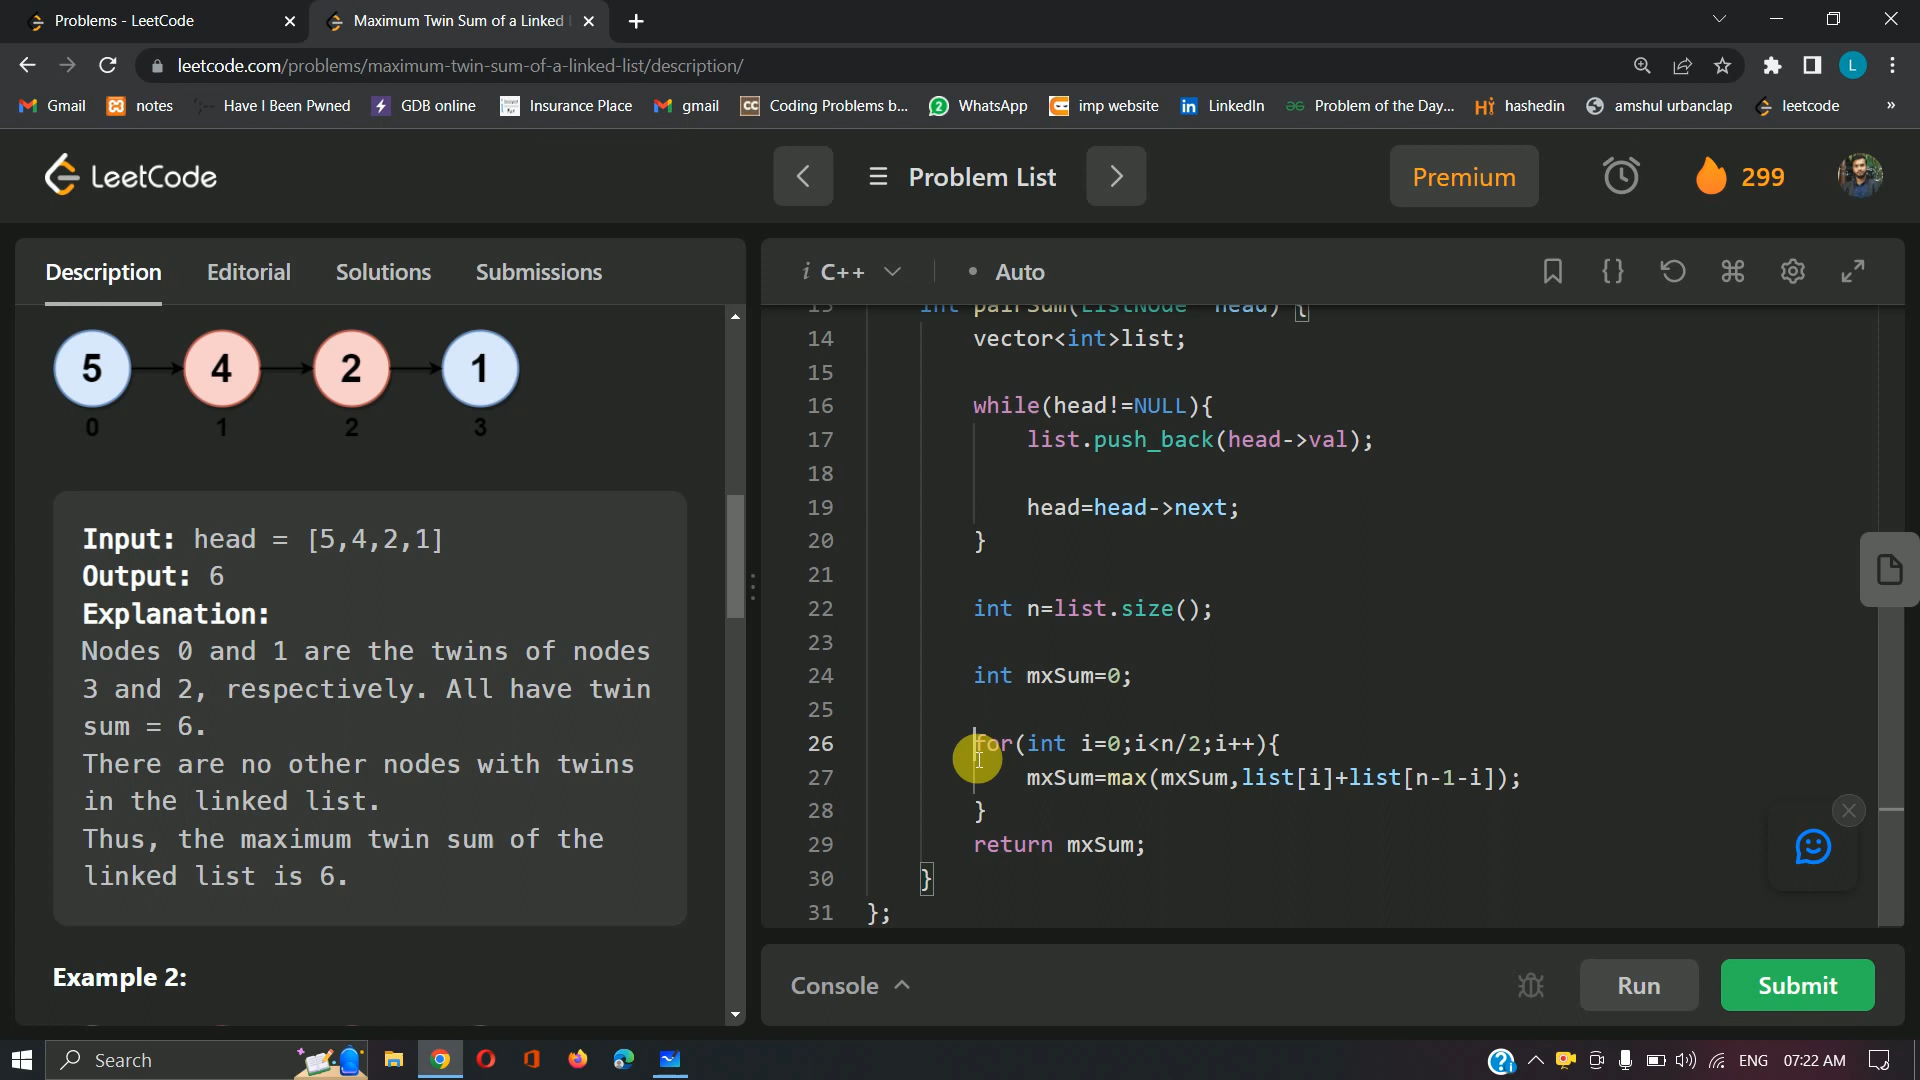 Problems - LeetCode
Maximum Twin Sum of a Linked
leetcode.com/problems/maximum-twin-sum-of-a-linked-list/description/
L
Gmail
notes
Have I Been Pwned
GDB online
Insurance Place
gmail
CC Coding Problems b...
2 WhatsApp
imp website
in LinkedIn
Problem of the Day...
hashedin
amshul urbanclap
leetcode
»
LeetCode
Problem List
Premium
299
Description
Editorial
Solutions
Submissions
5 4 2 1
0 1 2 3
Input: head = [5,4,2,1]
Output: 6
Explanation:
Nodes 0 and 1 are the twins of nodes
3 and 2, respectively. All have twin
sum = 6.
There are no other nodes with twins
in the linked list.
Thus, the maximum twin sum of the
linked list is 6.
Example 2:
i C++
• Auto
13 int pairSum(ListNode* head) {
14 vector<int>list;
15
16 while(head!=NULL){
17 list.push_back(head->val);
18
19 head=head->next;
20 }
21
22 int n=list.size();
23
24 int mxSum=0;
25
26 for(int i=0;i<n/2;i++){
27 mxSum=max(mxSum,list[i]+list[n-1-i]);
28 }
29 return mxSum;
30 }
31 };
Console
Run
Submit
Search
ENG
07:22 AM